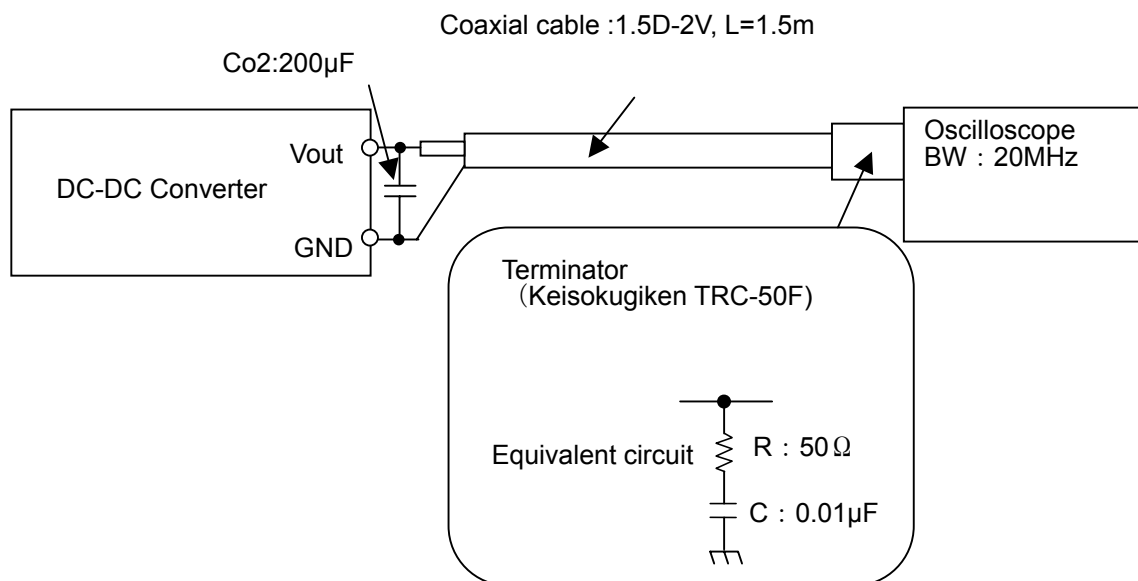 Coaxial cable :1.5D-2V, L=1.5m
Co2:200µF
Vout
DC-DC Converter
GND
Oscilloscope
BW：20MHz
Terminator
（Keisokugiken TRC-50F)
Equivalent circuit
R：50Ω
C：0.01µF